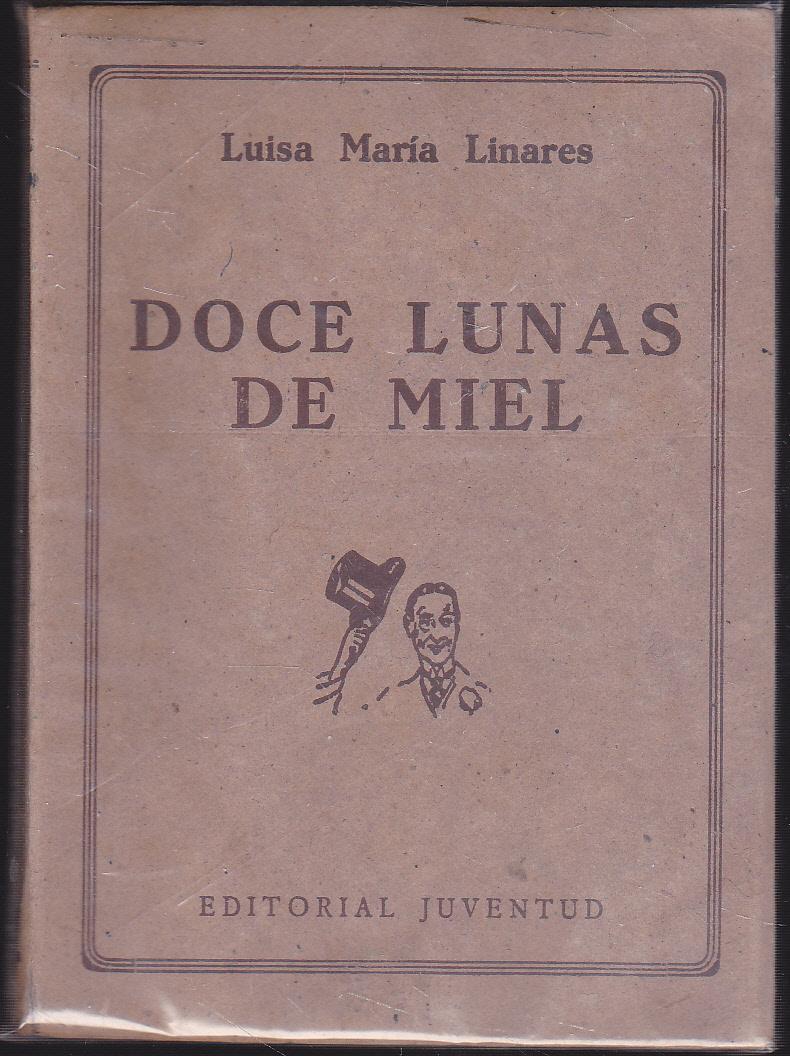 Luisa María Linares
DOCE LUNAS
DE MIEL
EDITORIAL JUVENTUD